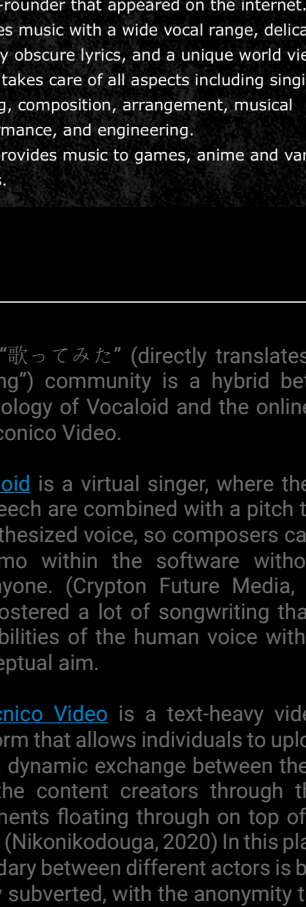 -rounder that appeared on the internet.
es music with a wide vocal range, delica
y obscure lyrics, and a unique world vie
takes care of all aspects including singi
g, composition, arrangement, musical
rmance, and engineering.
provides music to games, anime and var
s.
“歌ってみた” (directly translates
ng”) community is a hybrid bet
ology of Vocaloid and the online
conico Video.
oid is a virtual singer, where the
peech are combined with a pitch t
thesized voice, so composers ca
mo within the software witho
nyone. (Crypton Future Media,
ostered a lot of songwriting tha
bilities of the human voice with
eptual aim.
cnico Video is a text-heavy vide
orm that allows individuals to uplo
dynamic exchange between the
the content creators through th
ments floating through on top of
(Nikonikodouga, 2020) In this pla
dary between different actors is b
y subverted, with the anonymity t